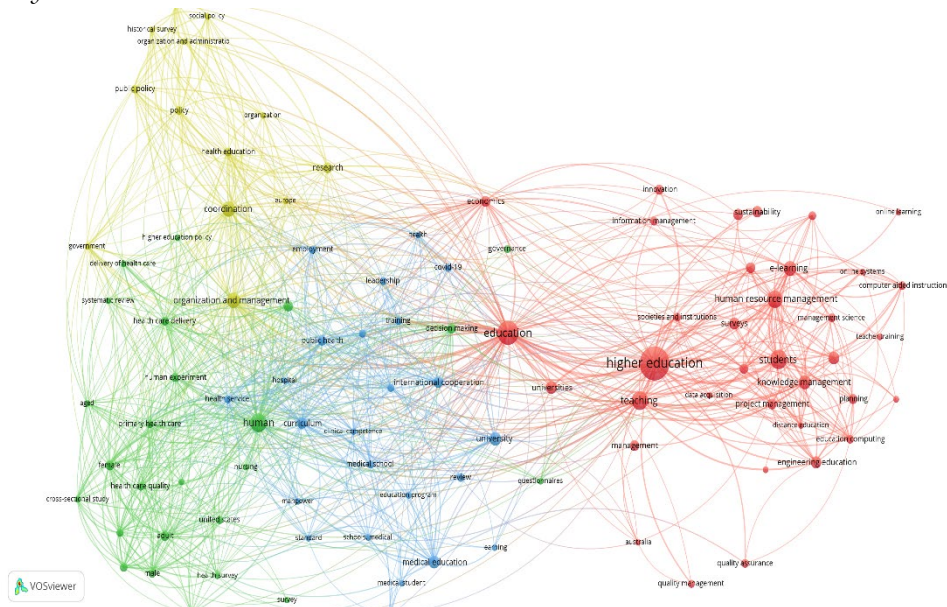 social policy
historical survey
organization and administratio
public policy
policy
organization
health education
research
europe
coordination
economics
innovation
information management
sustainability
online learning
higher education policy
government
delivery of health care
employment
health
governance
covid-19
leadership
e-learning
online systems
computer aided instruction
systematic review
organization and management
human resource management
health care delivery
training
decision making
education
societies and institutions
surveys
management science
teacher training
public health
higher education
students
human experiment
hospital
international cooperation
universities
knowledge management
data acquisition
health service
teaching
project management
planning
aged
primary health care
human
curriculum
clinical competence
university
distance education
education computing
management
female
nursing
medical school
engineering education
health care quality
review
questionnaires
cross-sectional study
manpower
education program
united states
adult
standard
schools, medical
learning
australia
male
health survey
medical education
quality assurance
medical student
quality management
survey
VOSviewer